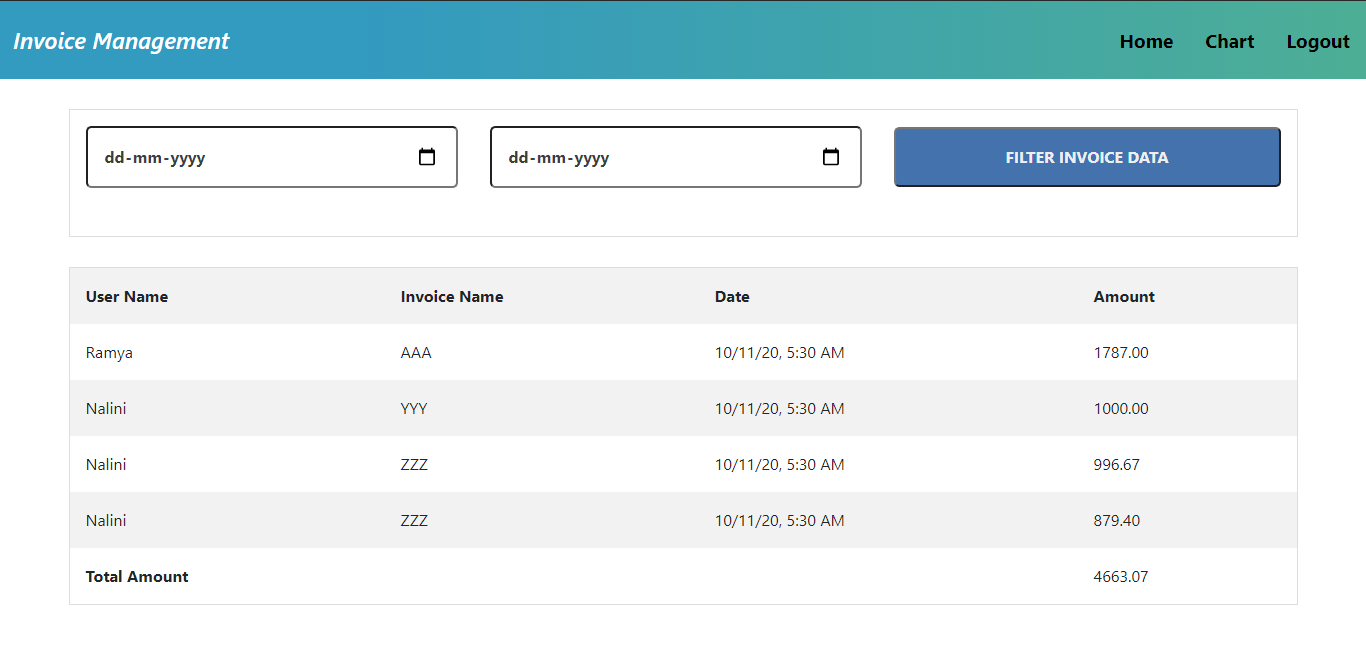 Invoice Management Home Chart Logout
dd-mm-yyyy dd-mm-yyyy FILTER INVOICE DATA
User Name Invoice Name Date Amount
Ramya AAA 10/11/20, 5:30 AM 1787.00
Nalini YYY 10/11/20, 5:30 AM 1000.00
Nalini ZZZ 10/11/20, 5:30 AM 996.67
Nalini ZZZ 10/11/20, 5:30 AM 879.40
Total Amount 4663.07